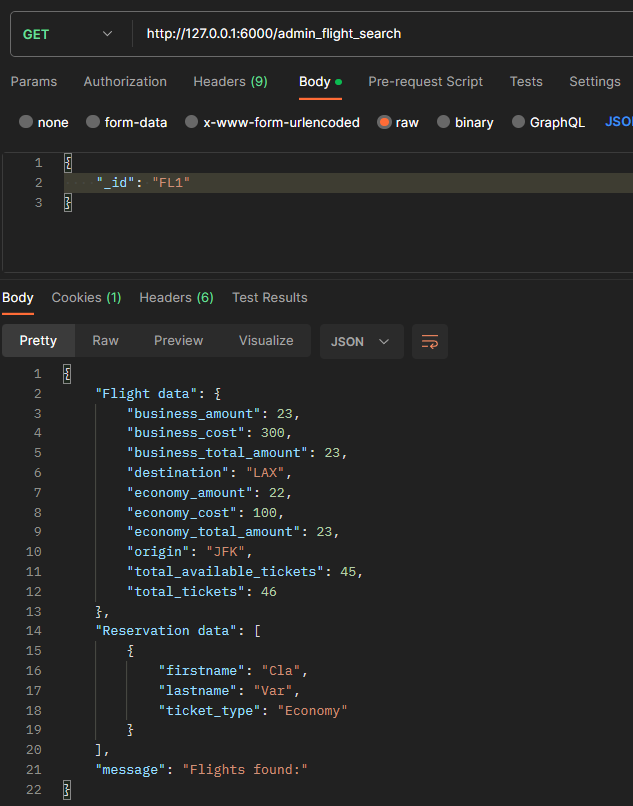 GET http://127.0.0.1:6000/admin_flight_search
Params Authorization Headers (9) Body Pre-request Script Tests Settings
none form-data x-www-form-urlencoded raw binary GraphQL JSO
1 {
2 "_id": "FL1"
3 }
Body Cookies (1) Headers (6) Test Results
Pretty Raw Preview Visualize JSON
1 {
2 "Flight data": {
3 "business_amount": 23,
4 "business_cost": 300,
5 "business_total_amount": 23,
6 "destination": "LAX",
7 "economy_amount": 22,
8 "economy_cost": 100,
9 "economy_total_amount": 23,
10 "origin": "JFK",
11 "total_available_tickets": 45,
12 "total_tickets": 46
13 },
14 "Reservation data": [
15 {
16 "firstname": "Cla",
17 "lastname": "Var",
18 "ticket_type": "Economy"
19 }
20 ],
21 "message": "Flights found:"
22 }